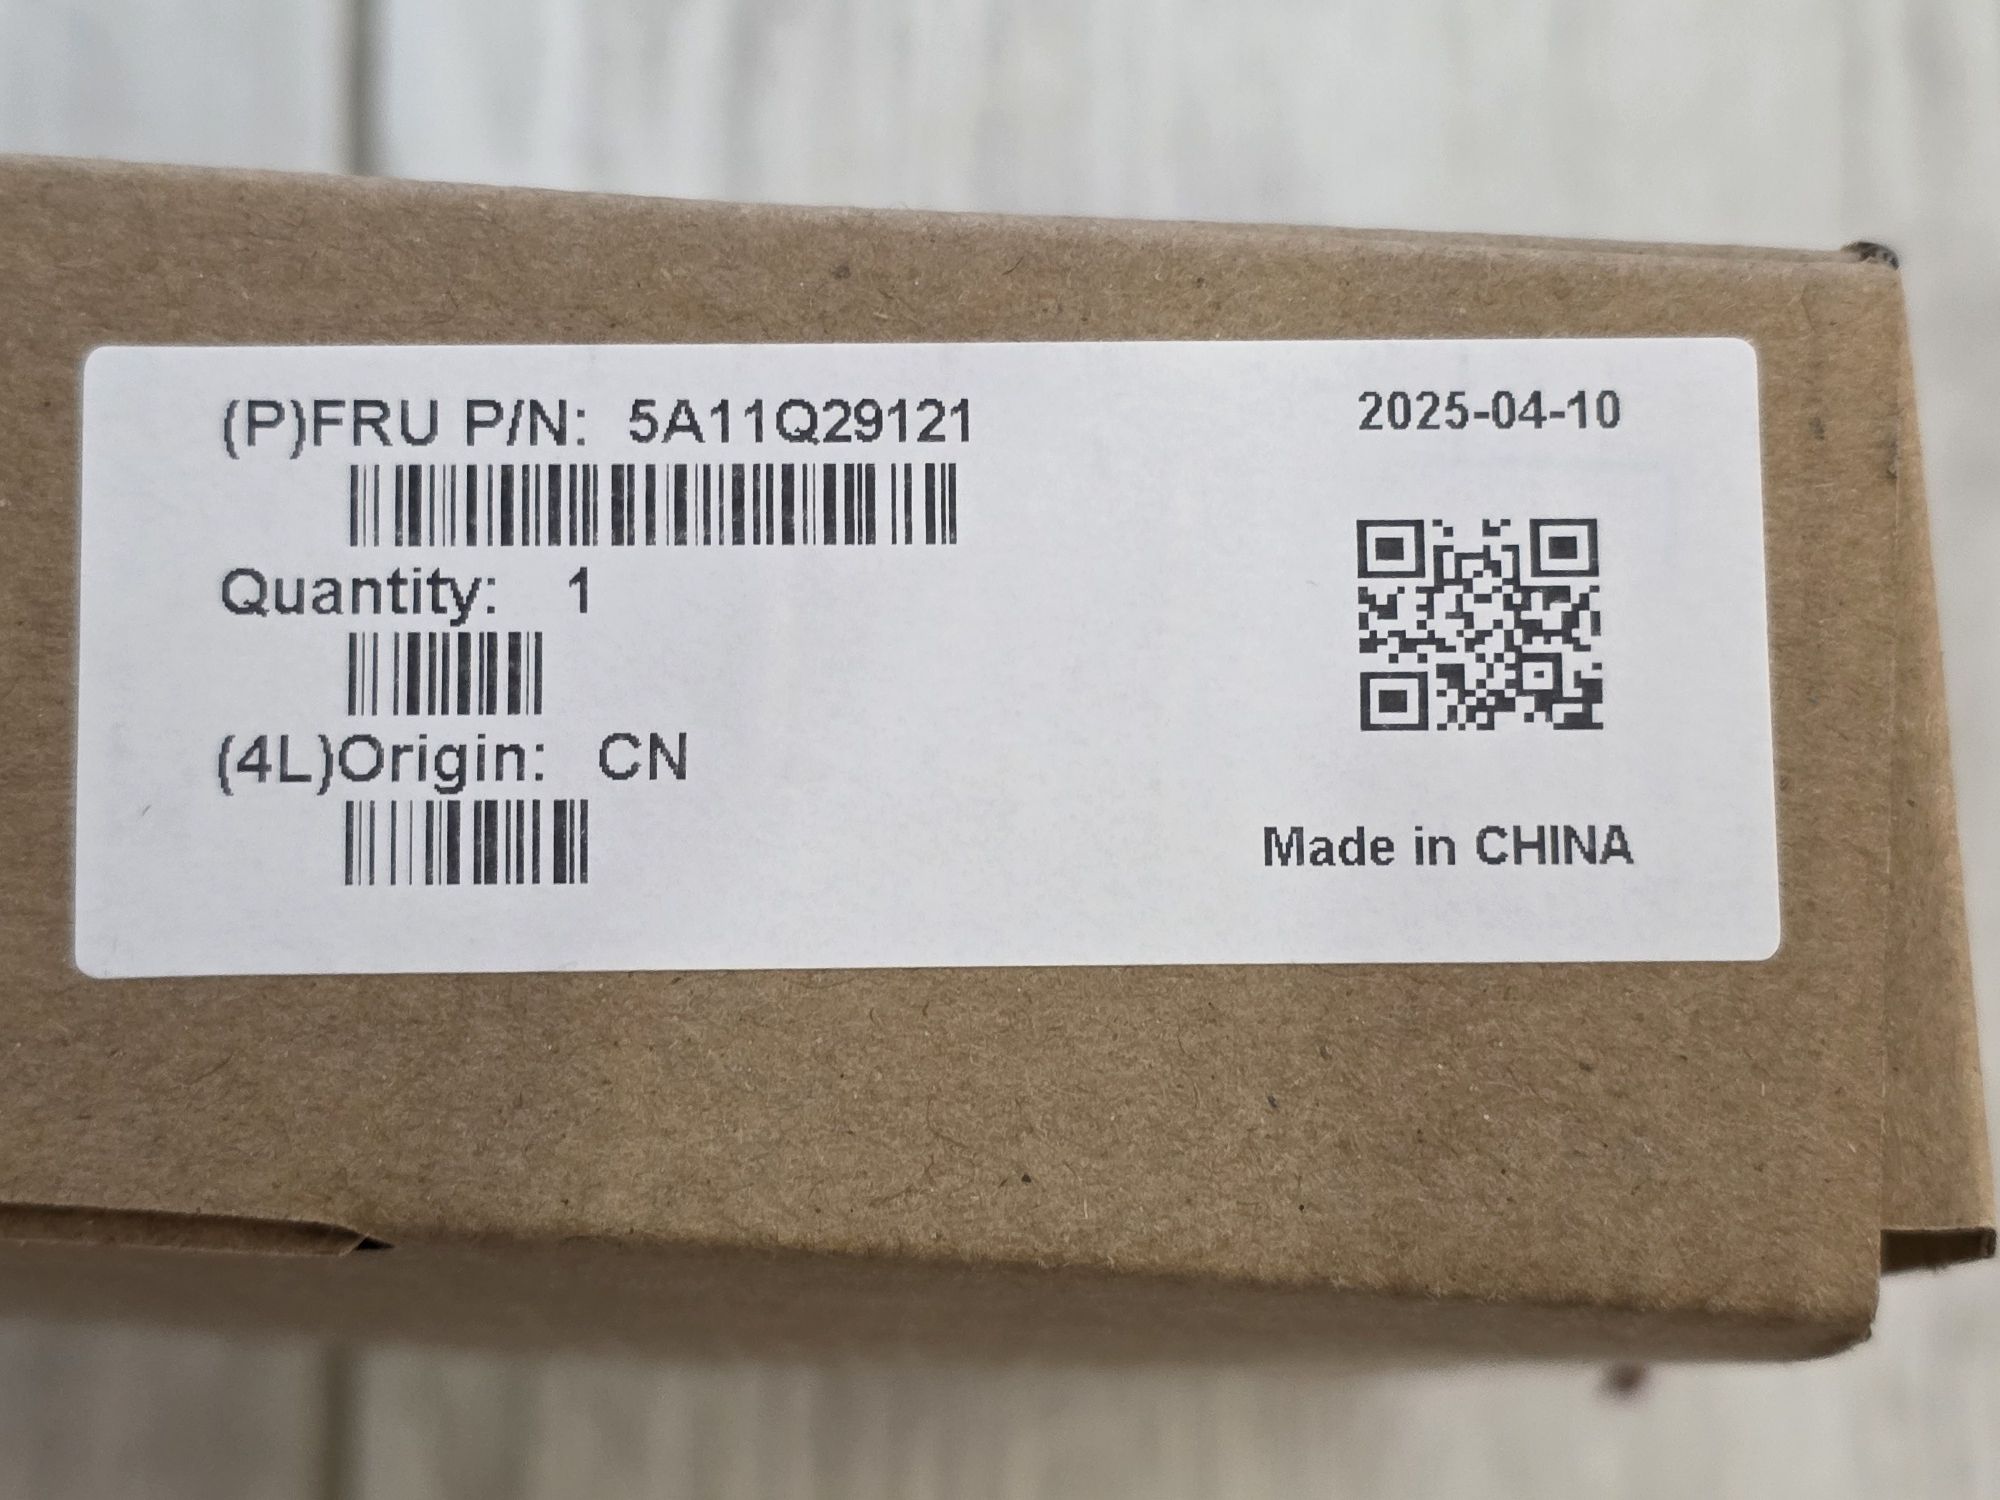 (P)FRU P/N: 5A11Q29121
2025-04-10
Quantity: 1
(4L)Origin: CN
Made in CHINA